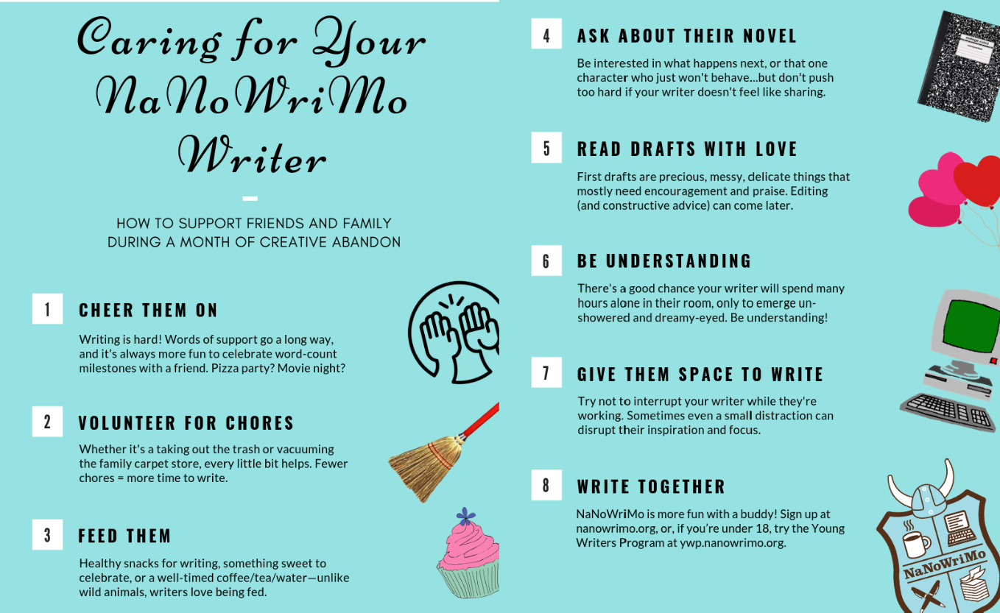 Caring for Your
NaNoWriMo
Writer
HOW TO SUPPORT FRIENDS AND FAMILY
DURING A MONTH OF CREATIVE ABANDON
1
CHEER THEM ON
Writing is hard! Words of support go a long way,
and it's always more fun to celebrate word-count
milestones with a friend. Pizza party? Movie night?
2
VOLUNTEER FOR CHORES
Whether it's a taking out the trash or vacuuming
the family carpet store, every little bit helps. Fewer
chores = more time to write.
3
FEED THEM
Healthy snacks for writing, something sweet to
celebrate, or a well-timed coffee/tea/water—unlike
wild animals, writers love being fed.
4
ASK ABOUT THEIR NOVEL
Be interested in what happens next, or that one
character who just won't behave...but don't push
too hard if your writer doesn't feel like sharing.
5
READ DRAFTS WITH LOVE
First drafts are precious, messy, delicate things that
mostly need encouragement and praise. Editing
(and constructive advice) can come later.
6
BE UNDERSTANDING
There's a good chance your writer will spend many
hours alone in their room, only to emerge un-
showered and dreamy-eyed. Be understanding!
7
GIVE THEM SPACE TO WRITE
Try not to interrupt your writer while they're
working. Sometimes even a small distraction can
disrupt their inspiration and focus.
8
WRITE TOGETHER
NaNoWriMo is more fun with a buddy! Sign up at
nanowrimo.org, or, if you’re under 18, try the Young
Writers Program at ywp.nanowrimo.org.
NaNoWriMo